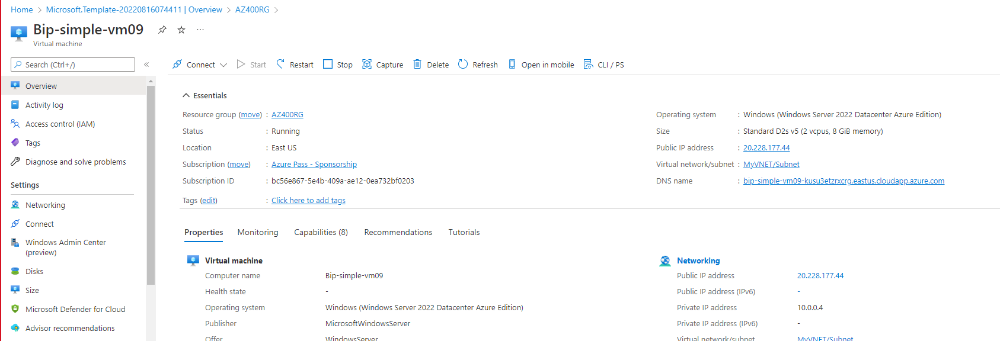 Home > Microsoft.Template-20220816074411 | Overview > AZ400RG >
Bip-simple-vm09
Virtual machine
Search (Ctrl+/)
«
Connect
Start
Restart
Stop
Capture
Delete
Refresh
Open in mobile
CLI / PS
Overview
Activity log
Access control (IAM)
Tags
Diagnose and solve problems
Settings
Networking
Connect
Windows Admin Center
(preview)
Disks
Size
Microsoft Defender for Cloud
Advisor recommendations
Essentials
Resource group (move) : AZ400RG
Status : Running
Location : East US
Subscription (move) : Azure Pass - Sponsorship
Subscription ID : bc56e867-5e4b-409a-ae12-0ea732bf0203
Tags (edit) : Click here to add tags
Operating system : Windows (Windows Server 2022 Datacenter Azure Edition)
Size : Standard D2s v5 (2 vcpus, 8 GiB memory)
Public IP address : 20.228.177.44
Virtual network/subnet : MyVNET/Subnet
DNS name : bip-simple-vm09-kusu3etzrxcrg.eastus.cloudapp.azure.com
Properties
Monitoring
Capabilities (8)
Recommendations
Tutorials
Virtual machine
Computer name Bip-simple-vm09
Health state -
Operating system Windows (Windows Server 2022 Datacenter Azure Edition)
Publisher MicrosoftWindowsServer
Offer WindowsServer
Networking
Public IP address 20.228.177.44
Public IP address (IPv6) -
Private IP address 10.0.0.4
Private IP address (IPv6) -
Virtual network/subnet MyVNET/Subnet